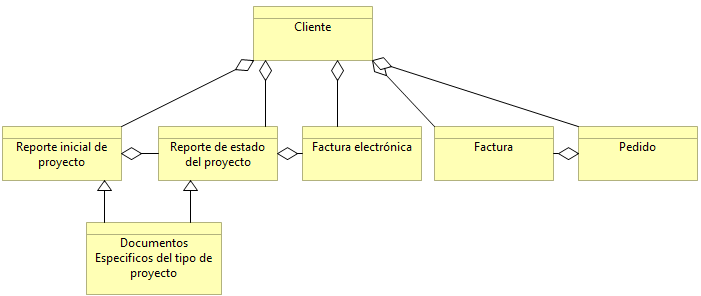 Cliente
Reporte inicial de
proyecto
Reporte de estado
del proyecto
Factura electrónica
Factura
Pedido
Documentos
Especificos del tipo de
proyecto